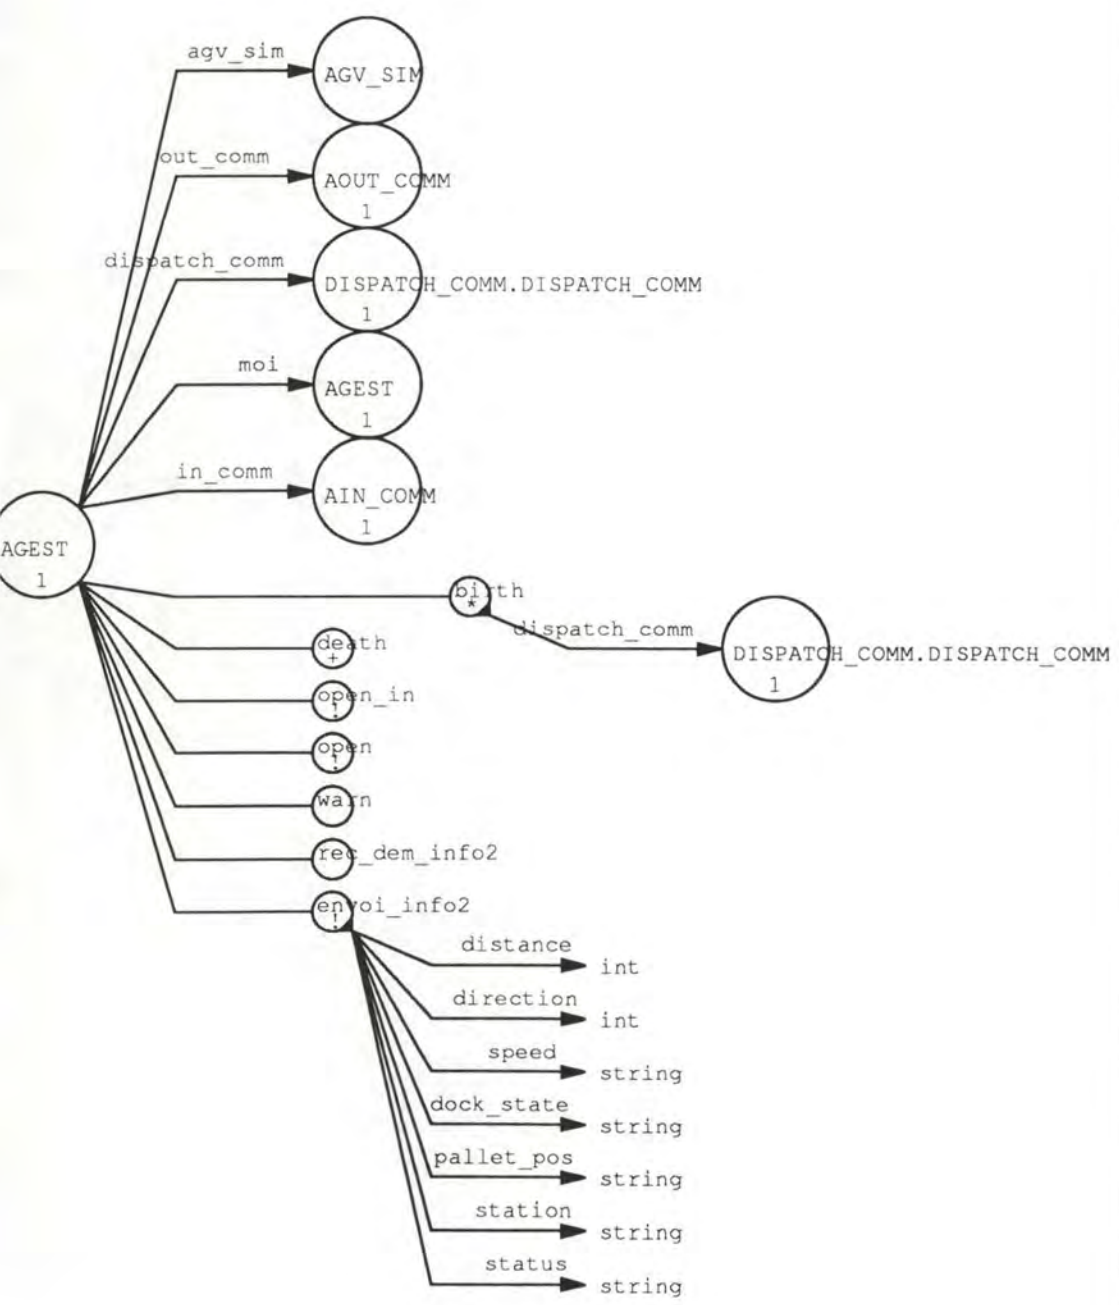 agv_sim
AGV_SIM
out_comm
AOUT_COMM
1
dispatch_comm
DISPATCH_COMM.DISPATCH_COMM
1
moi
AGEST
1
in_comm
AIN_COMM
1
AGEST
1
birth
*
dispatch_comm
DISPATCH_COMM.DISPATCH_COMM
1
death
+
open_in
!
open
!
warn
rec_dem_info2
envoi_info2
!
distance
int
direction
int
speed
string
dock_state
string
pallet_pos
string
station
string
status
string